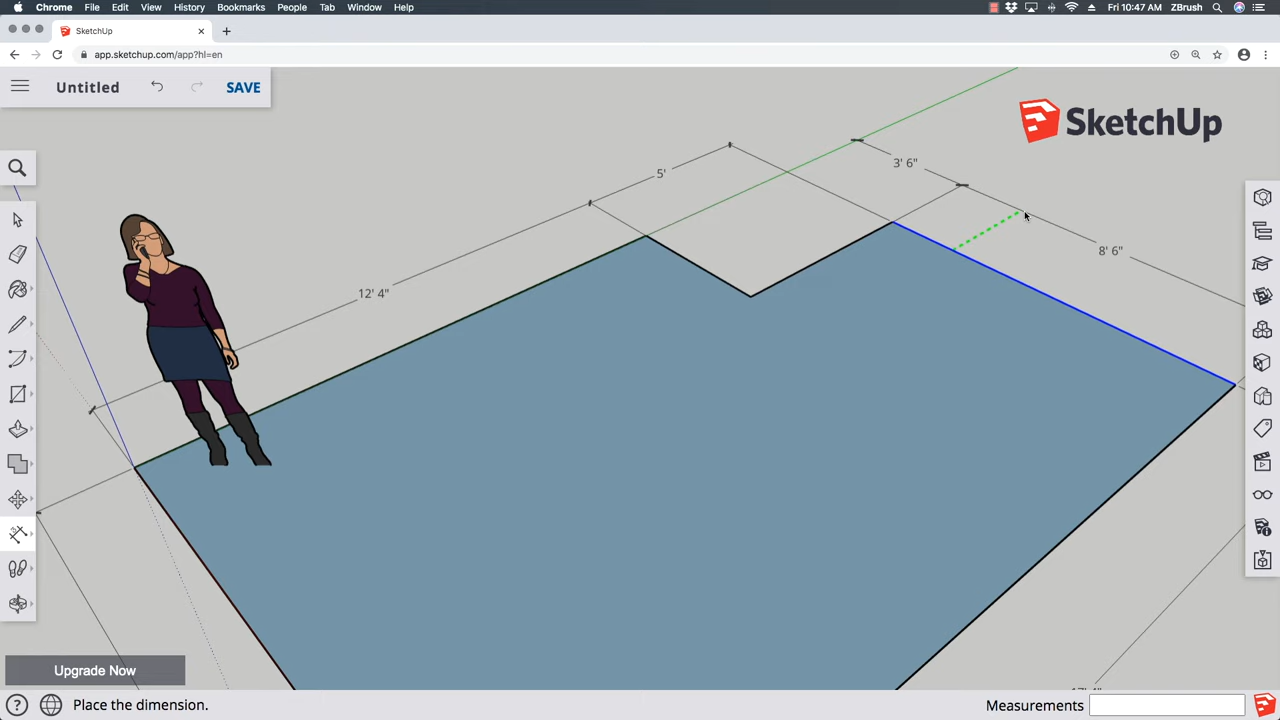 Chrome File Edit View History Bookmarks People Tab Window Help Fri 10:47 AM ZBrush
SketchUp
app.sketchup.com/app?hl=en
Untitled SAVE
SketchUp
3' 6"
5'
8' 6"
12' 4"
Upgrade Now
Place the dimension. Measurements